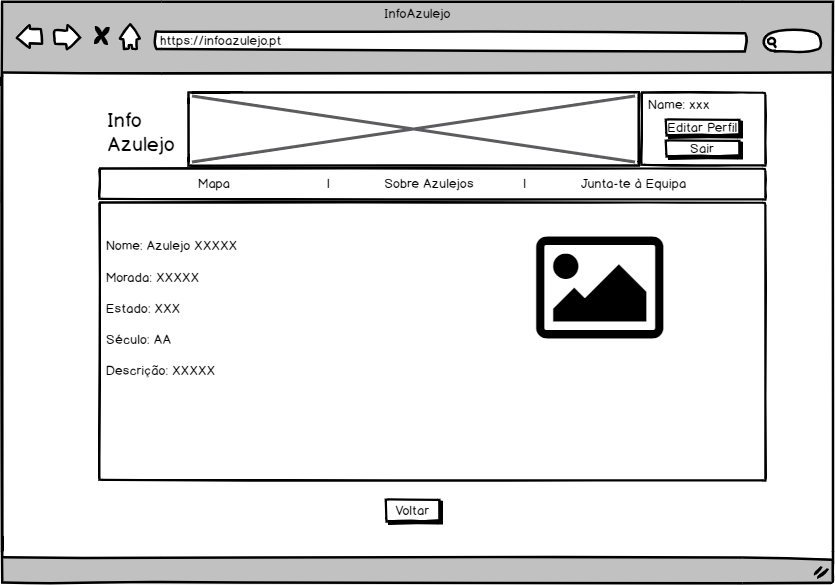 InfoAzulejo
https://infoazulejo.pt
Info
Azulejo
Name: xxx
Editar Perfil
Sair
Mapa | Sobre Azulejos | Junta-te à Equipa
Nome: Azulejo XXXXX
Morada: XXXXX
Estado: XXX
Século: AA
Descrição: XXXXX
Voltar